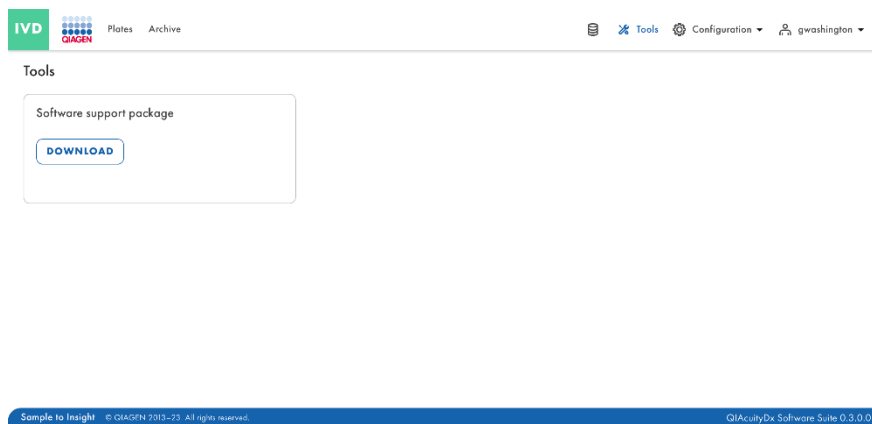 IVD QIAGEN Plates Archive Tools Configuration gwashington
Tools
Software support package
DOWNLOAD
Sample to Insight © QIAGEN 2013–23 All rights reserved. QIAcuityDx Software Suite 0.3.0.0